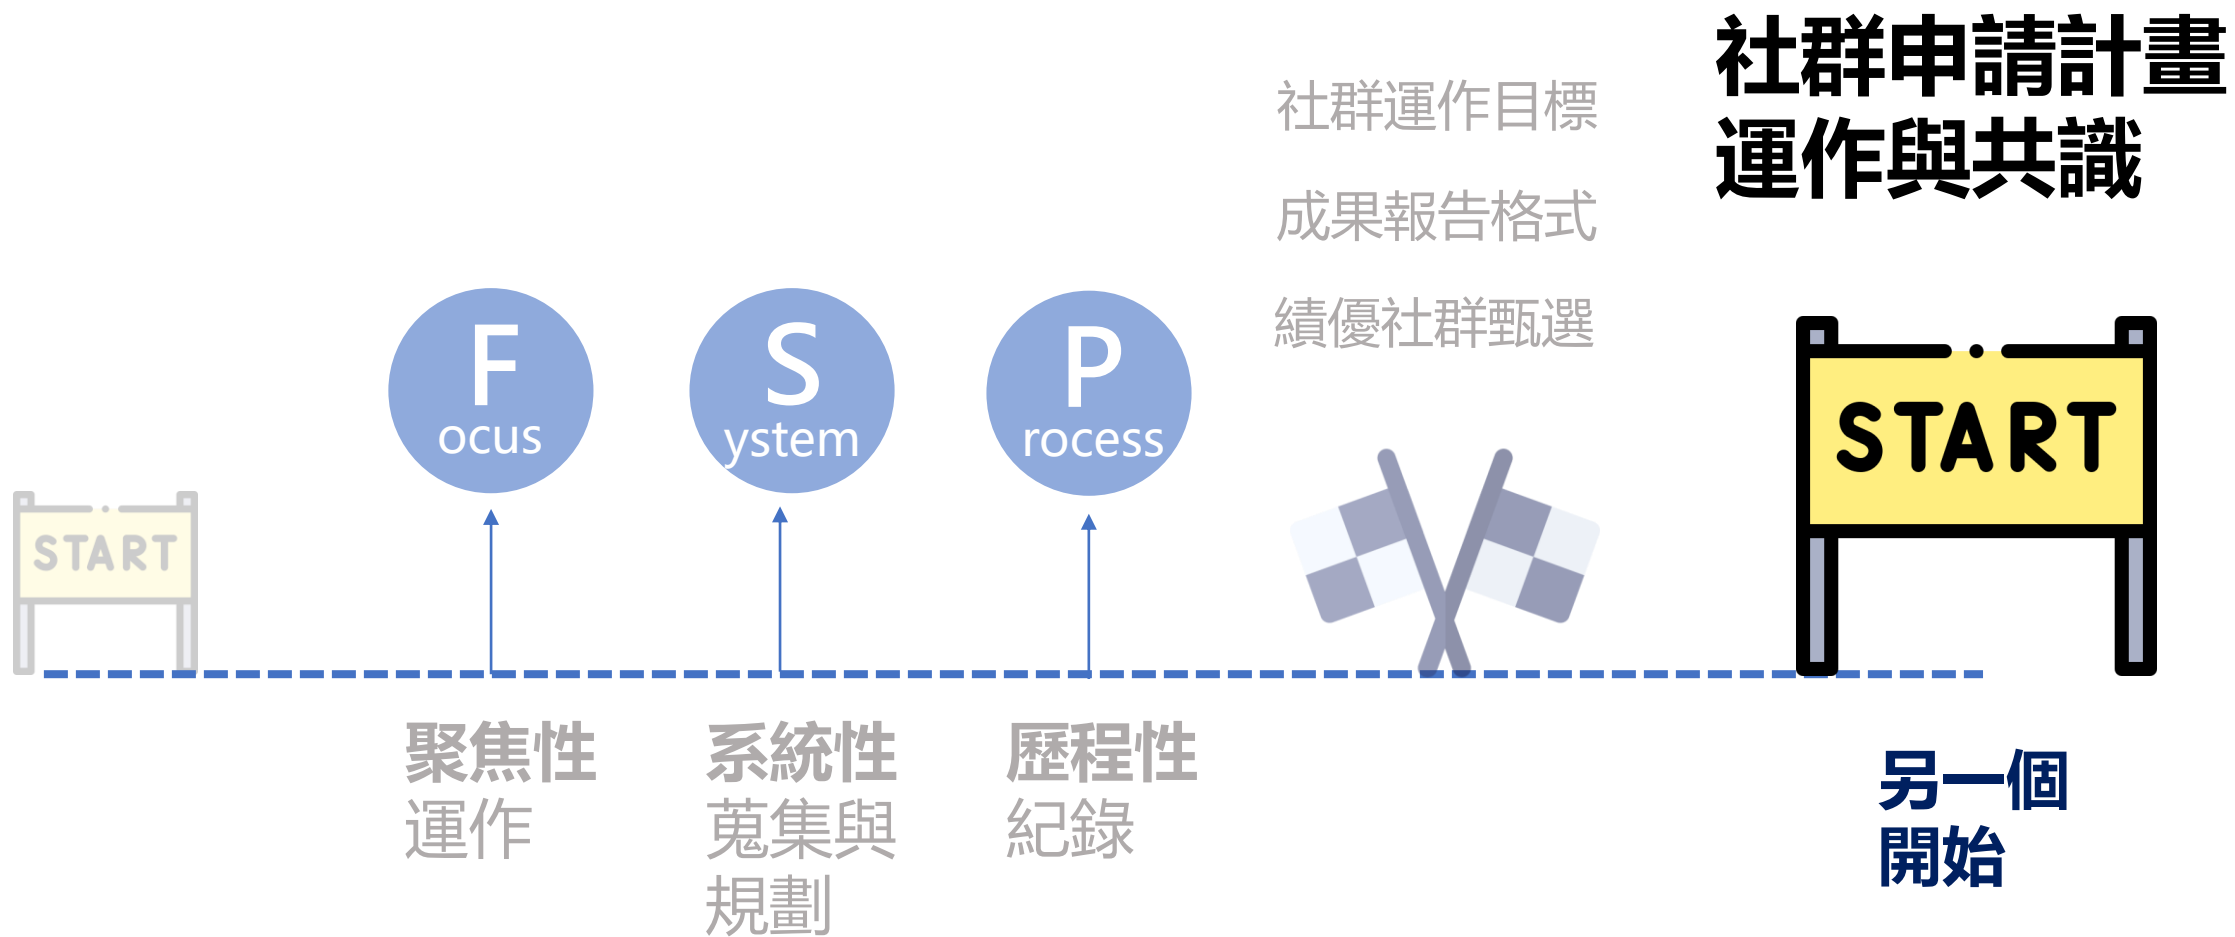 社群申請計畫
運作與共識
社群運作目標
成果報告格式
績優社群甄選
F
ocus
S
ystem
P
rocess
START
START
聚焦性
運作
系統性
蒐集與
規劃
歷程性
紀錄
另一個
開始